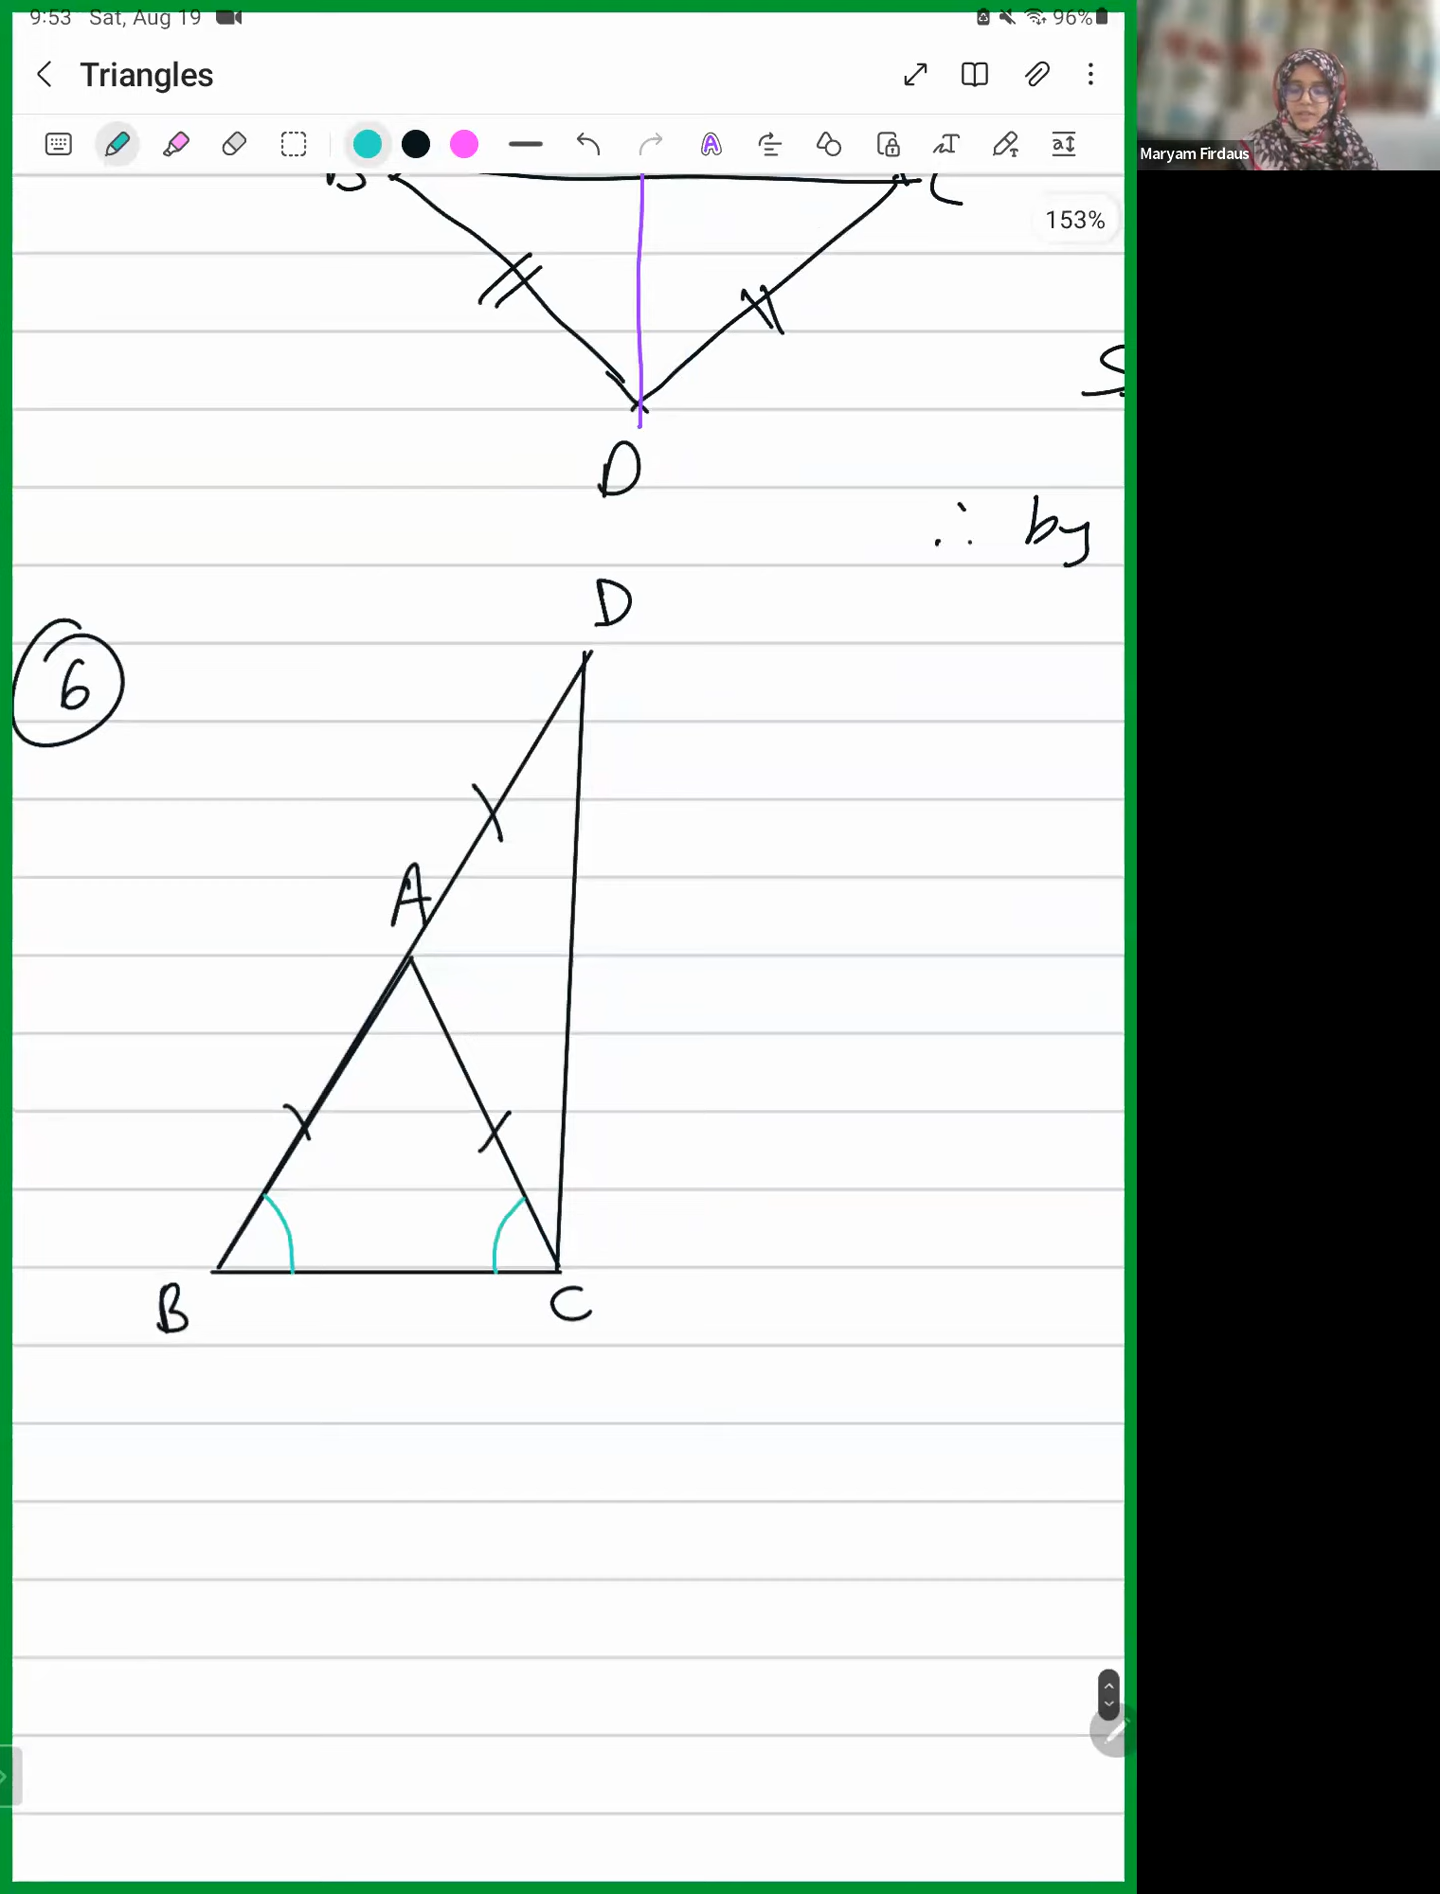 9:53 Sat, Aug 19
96%
Triangles
Maryam Firdaus
153%
B
C
D
∴ by
D
6
A
B
C